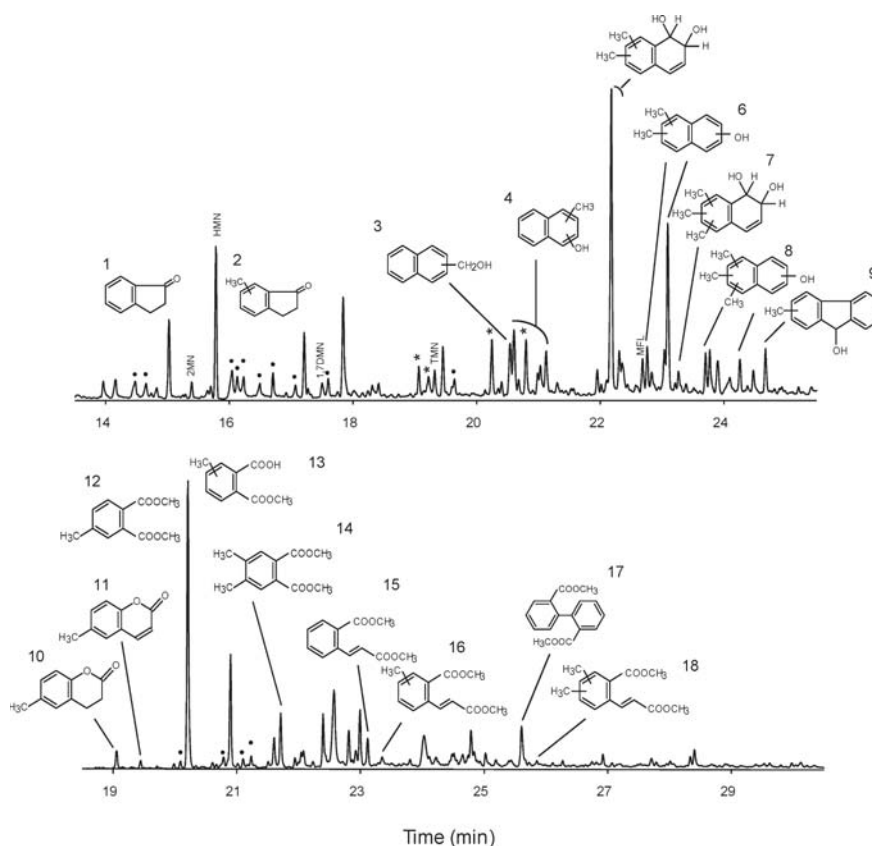 HO H OH
H
H3C
H3C
6
H3C
H3C
OH
7
HO H OH
H
H3C
H3C
H3C
4
CH3
OH
3
CH2OH
8
H3C
H3C
CH3
OH
9
H3C
OH
1
O
HMN
2
H3C
O
2MN
1,7DMN
TMN
MFL
14 16 18 20 22 24
13
H3C
COOH
COOCH3
12
COOCH3
COOCH3
H3C
14
H3C
H3C
COOCH3
COOCH3
17
COOCH3
CH3OOC
11
O O
H3C
15
COOCH3
COOCH3
16
H3C
COOCH3
COOCH3
18
H3C
H3C
COOCH3
COOCH3
10
O O
H3C
19 21 23 25 27 29
Time (min)